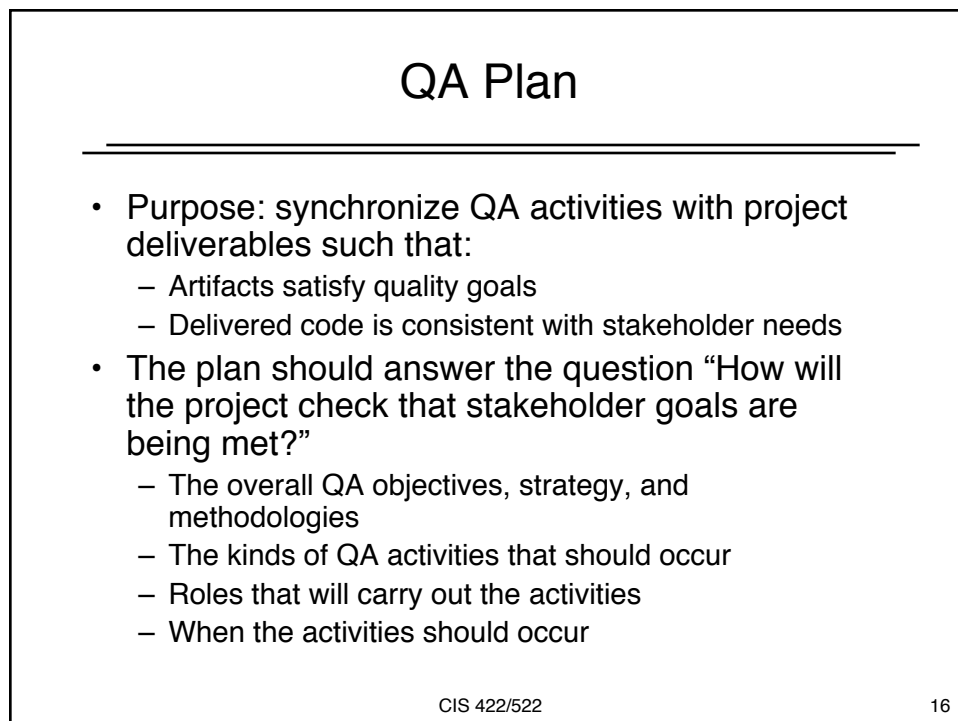 QA Plan
• Purpose: synchronize QA activities with project
deliverables such that:
– Artifacts satisfy quality goals
– Delivered code is consistent with stakeholder needs
• The plan should answer the question “How will
the project check that stakeholder goals are
being met?”
– The overall QA objectives, strategy, and
methodologies
– The kinds of QA activities that should occur
– Roles that will carry out the activities
– When the activities should occur
CIS 422/522
16